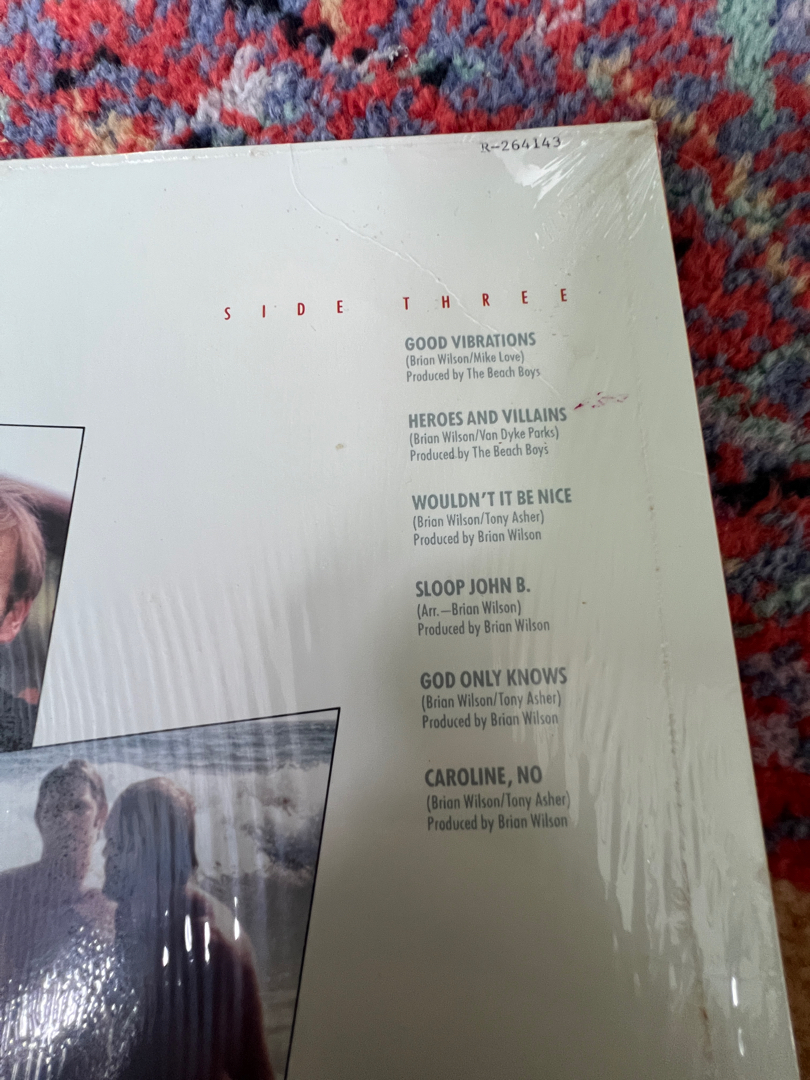 R-264143
SIDE THREE
GOOD VIBRATIONS
(Brian Wilson/Mike Love)
Produced by The Beach Boys
HEROES AND VILLAINS
(Brian Wilson/Van Dyke Parks)
Produced by The Beach Boys
WOULDN'T IT BE NICE
(Brian Wilson/Tony Asher)
Produced by Brian Wilson
SLOOP JOHN B.
(Arr.—Brian Wilson)
Produced by Brian Wilson
GOD ONLY KNOWS
(Brian Wilson/Tony Asher)
Produced by Brian Wilson
CAROLINE, NO
(Brian Wilson/Tony Asher)
Produced by Brian Wilson